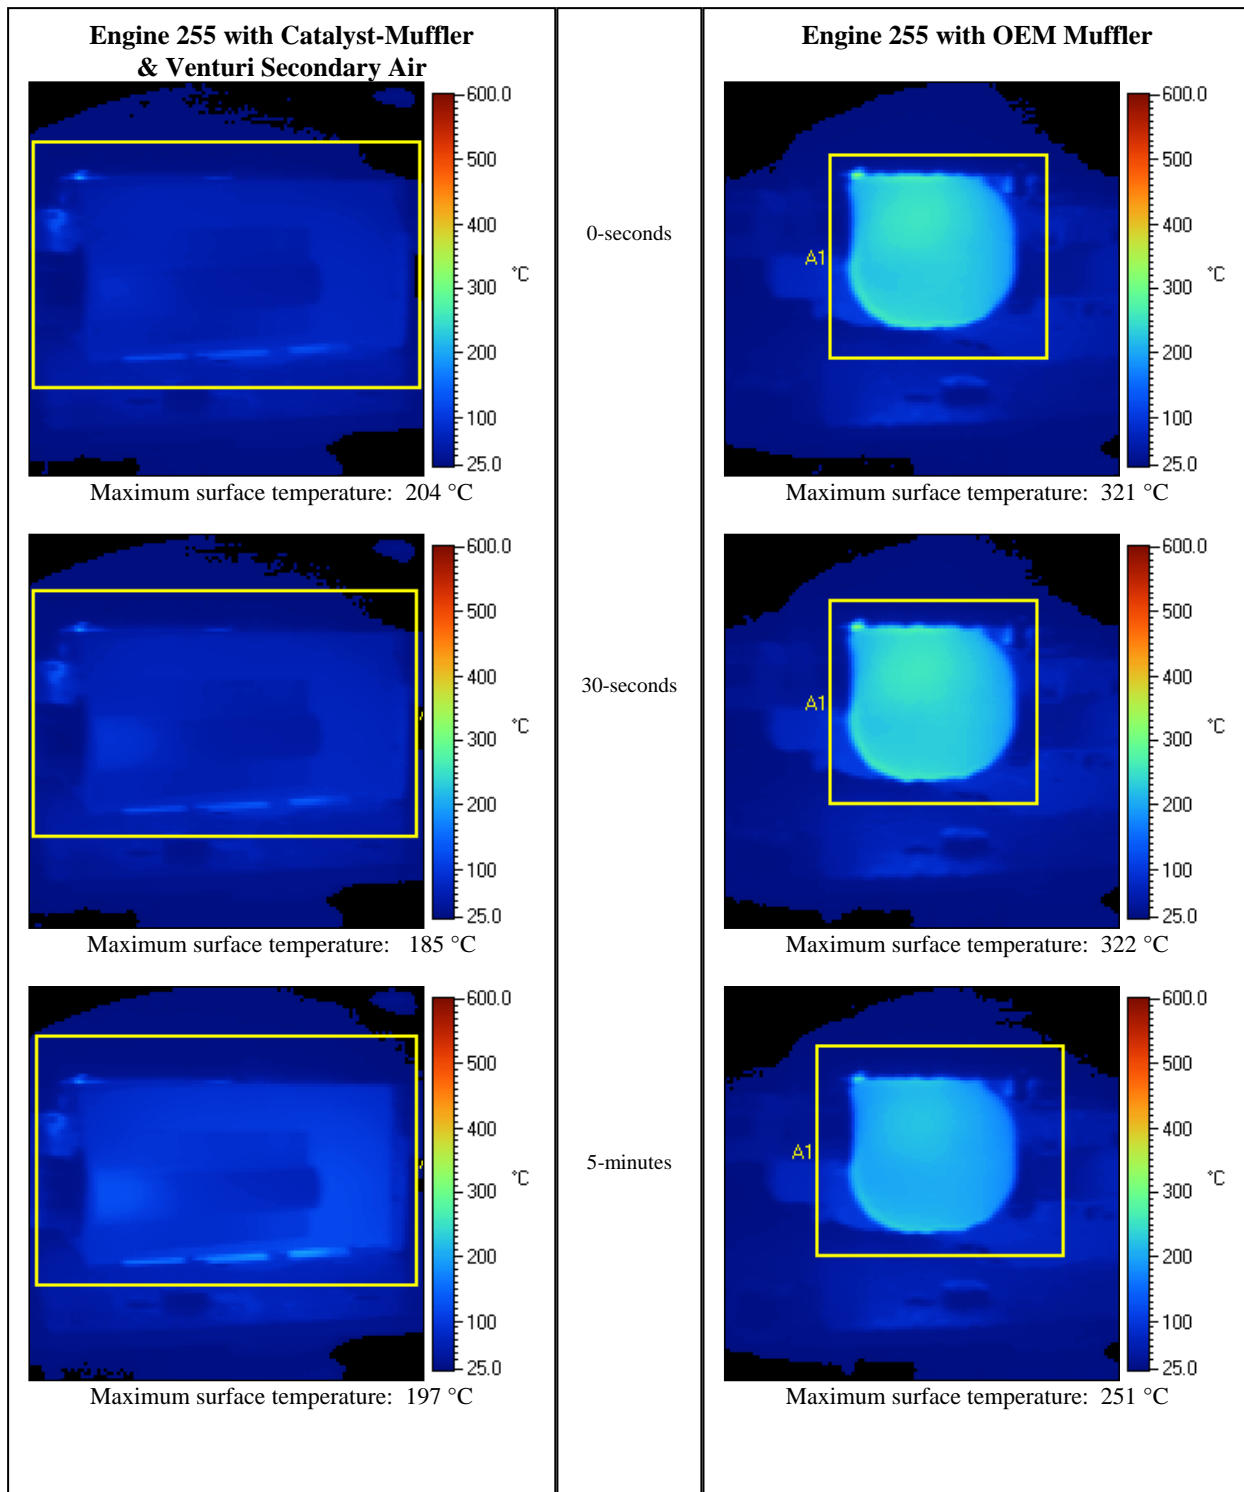 Engine 255 with Catalyst-Muffler
& Venturi Secondary Air
600.0
500
400
°C
300
200
100
25.0
Maximum surface temperature: 204 °C
0-seconds
Engine 255 with OEM Muffler
A1
600.0
500
400
°C
300
200
100
25.0
Maximum surface temperature: 321 °C
600.0
500
400
°C
300
200
100
25.0
Maximum surface temperature: 185 °C
30-seconds
A1
600.0
500
400
°C
300
200
100
25.0
Maximum surface temperature: 322 °C
600.0
500
400
°C
300
200
100
25.0
Maximum surface temperature: 197 °C
5-minutes
A1
600.0
500
400
°C
300
200
100
25.0
Maximum surface temperature: 251 °C